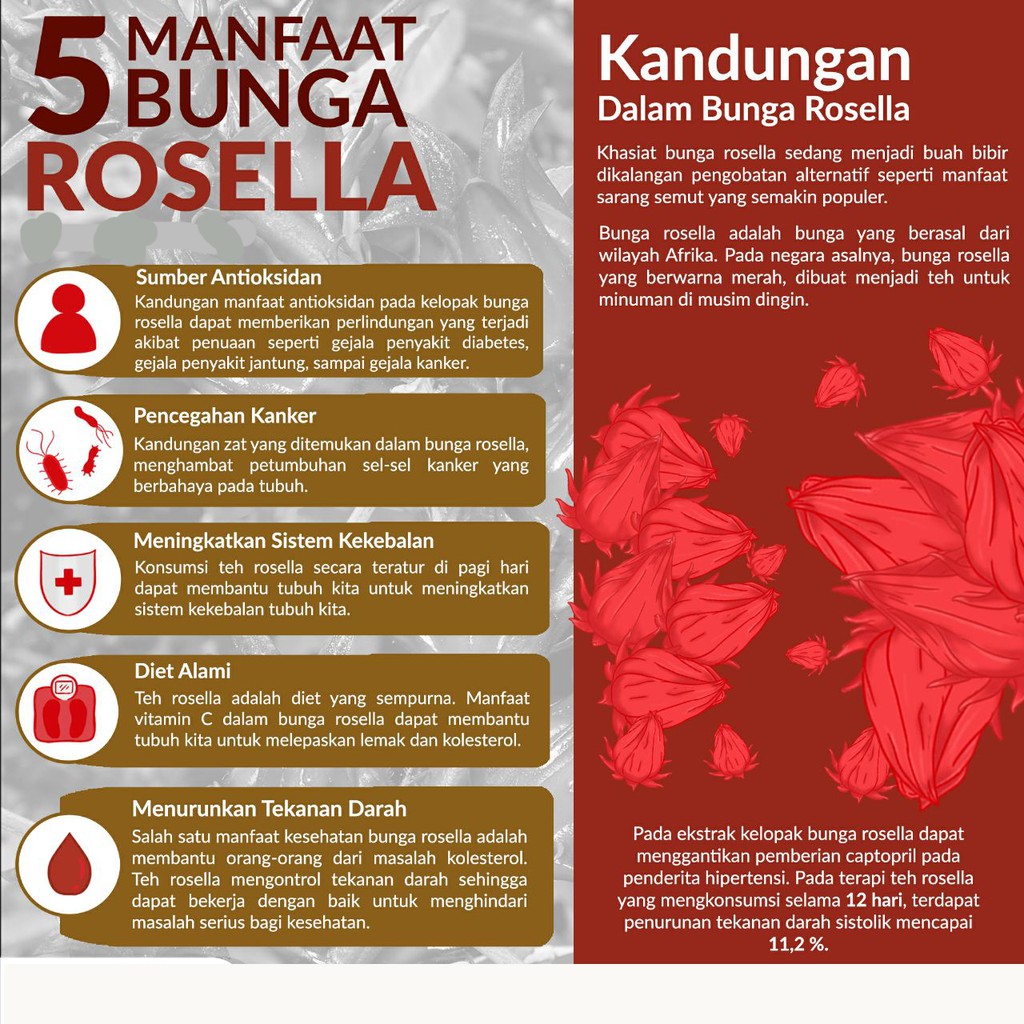 5 MANFAAT
BUNGA
ROSELLA
Sumber Antioksidan
Kandungan manfaat antioksidan pada kelopak bunga
rosella dapat memberikan perlindungan yang terjadi
akibat penuaan seperti gejala penyakit diabetes,
gejala penyakit jantung, sampai gejala kanker.
Pencegahan Kanker
Kandungan zat yang ditemukan dalam bunga rosella,
menghambat petumbuhan sel-sel kanker yang
berbahaya pada tubuh.
Meningkatkan Sistem Kekebalan
Konsumsi teh rosella secara teratur di pagi hari
dapat membantu tubuh kita untuk meningkatkan
sistem kekebalan tubuh kita.
Diet Alami
Teh rosella adalah diet yang sempurna. Manfaat
vitamin C dalam bunga rosella dapat membantu
tubuh kita untuk melepaskan lemak dan kolesterol.
Menurunkan Tekanan Darah
Salah satu manfaat kesehatan bunga rosella adalah
membantu orang-orang dari masalah kolesterol.
Teh rosella mengontrol tekanan darah sehingga
dapat bekerja dengan baik untuk menghindari
masalah serius bagi kesehatan.
Kandungan
Dalam Bunga Rosella
Khasiat bunga rosella sedang menjadi buah bibir
dikalangan pengobatan alternatif seperti manfaat
sarang semut yang semakin populer.
Bunga rosella adalah bunga yang berasal dari
wilayah Afrika. Pada negara asalnya, bunga rosella
yang berwarna merah, dibuat menjadi teh untuk
minuman di musim dingin.
Pada ekstrak kelopak bunga rosella dapat
menggantikan pemberian captopril pada
penderita hipertensi. Pada terapi teh rosella
yang mengkonsumsi selama 12 hari, terdapat
penurunan tekanan darah sistolik mencapai
11,2 %.